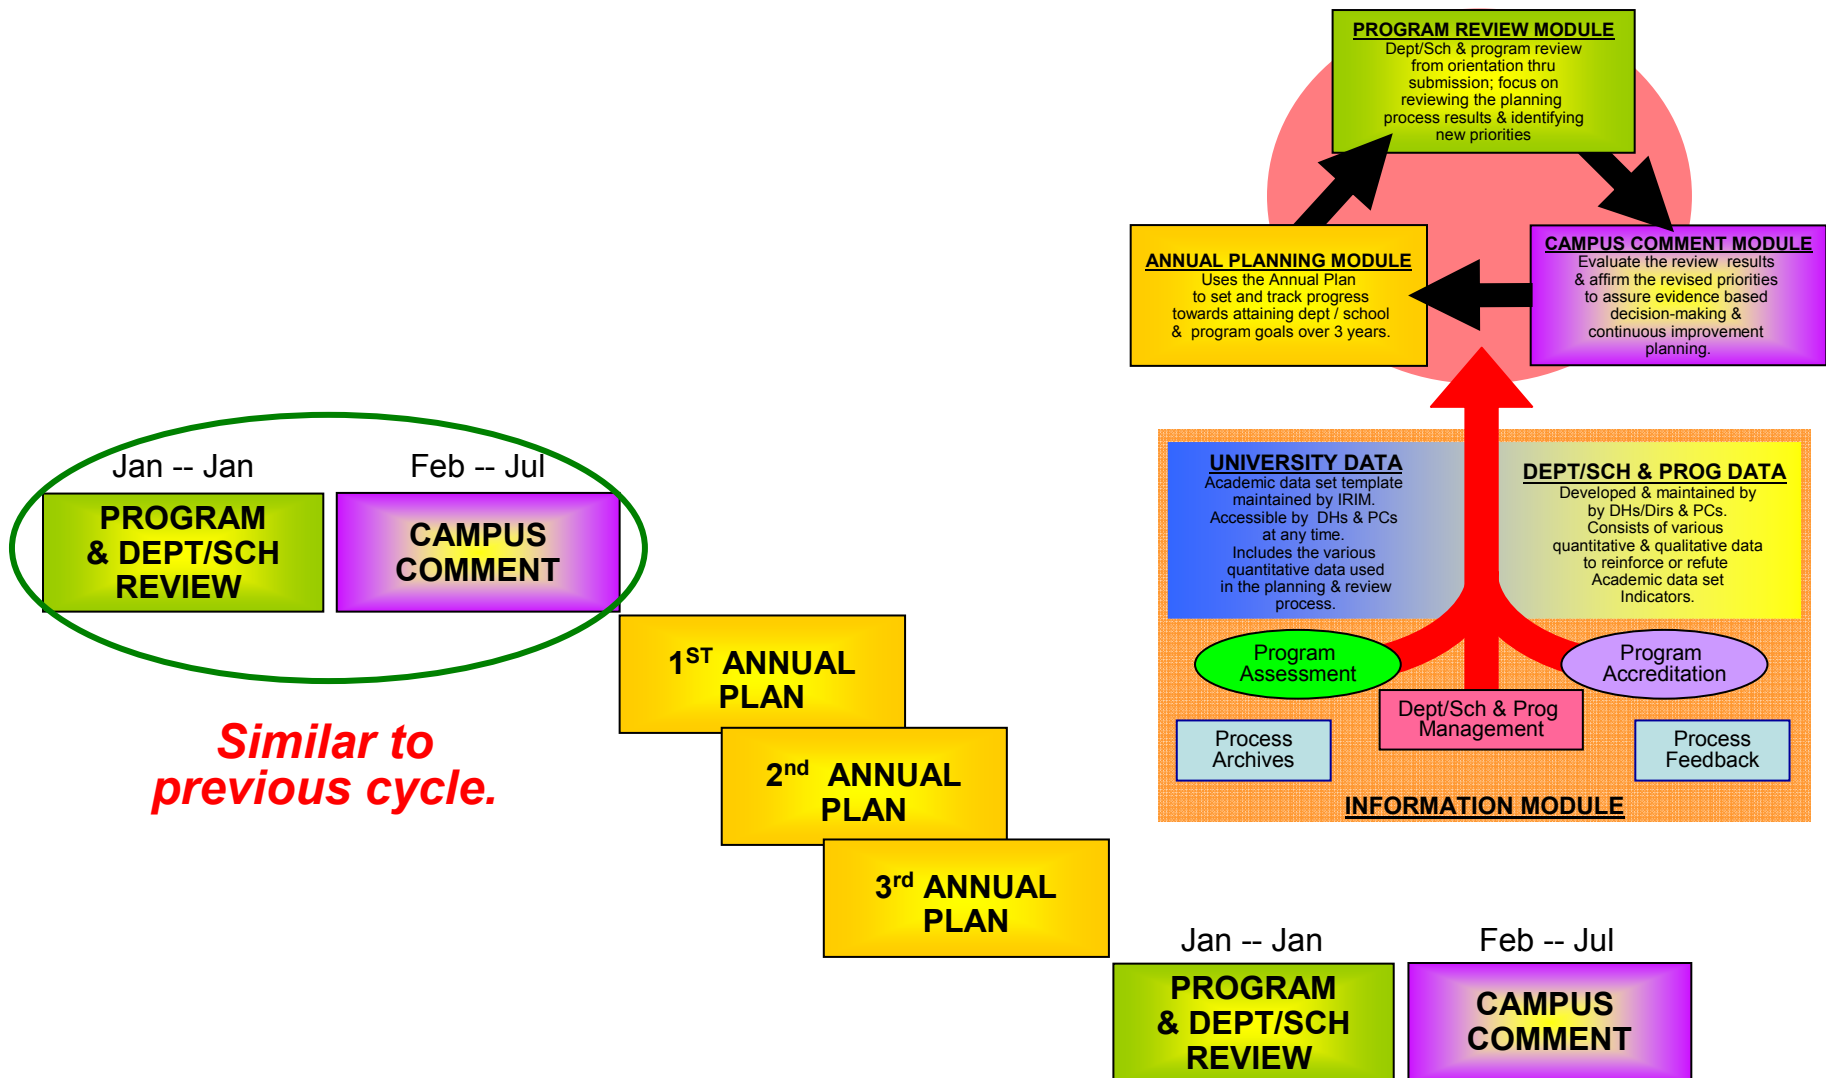 PROGRAM REVIEW MODULE
Dept/Sch & program review
from orientation thru
submission; focus on
reviewing the planning
process results & identifying
new priorities
ANNUAL PLANNING MODULE
Uses the Annual Plan
to set and track progress
towards attaining dept / school
& program goals over 3 years.
CAMPUS COMMENT MODULE
Evaluate the review results
& affirm the revised priorities
to assure evidence based
decision-making &
continuous improvement
planning.
Jan -- Jan
Feb -- Jul
PROGRAM
& DEPT/SCH
REVIEW
CAMPUS
COMMENT
Similar to
previous cycle.
1ST ANNUAL
PLAN
2nd ANNUAL
PLAN
3rd ANNUAL
PLAN
UNIVERSITY DATA
Academic data set template
maintained by IRIM.
Accessible by DHs & PCs
at any time.
Includes the various
quantitative data used
in the planning & review
process.
DEPT/SCH & PROG DATA
Developed & maintained by
by DHs/Dirs & PCs.
Consists of various
quantitative & qualitative data
to reinforce or refute
Academic data set
Indicators.
Program
Assessment
Program
Accreditation
Dept/Sch & Prog
Management
Process
Archives
Process
Feedback
INFORMATION MODULE
Jan -- Jan
Feb -- Jul
PROGRAM
& DEPT/SCH
REVIEW
CAMPUS
COMMENT